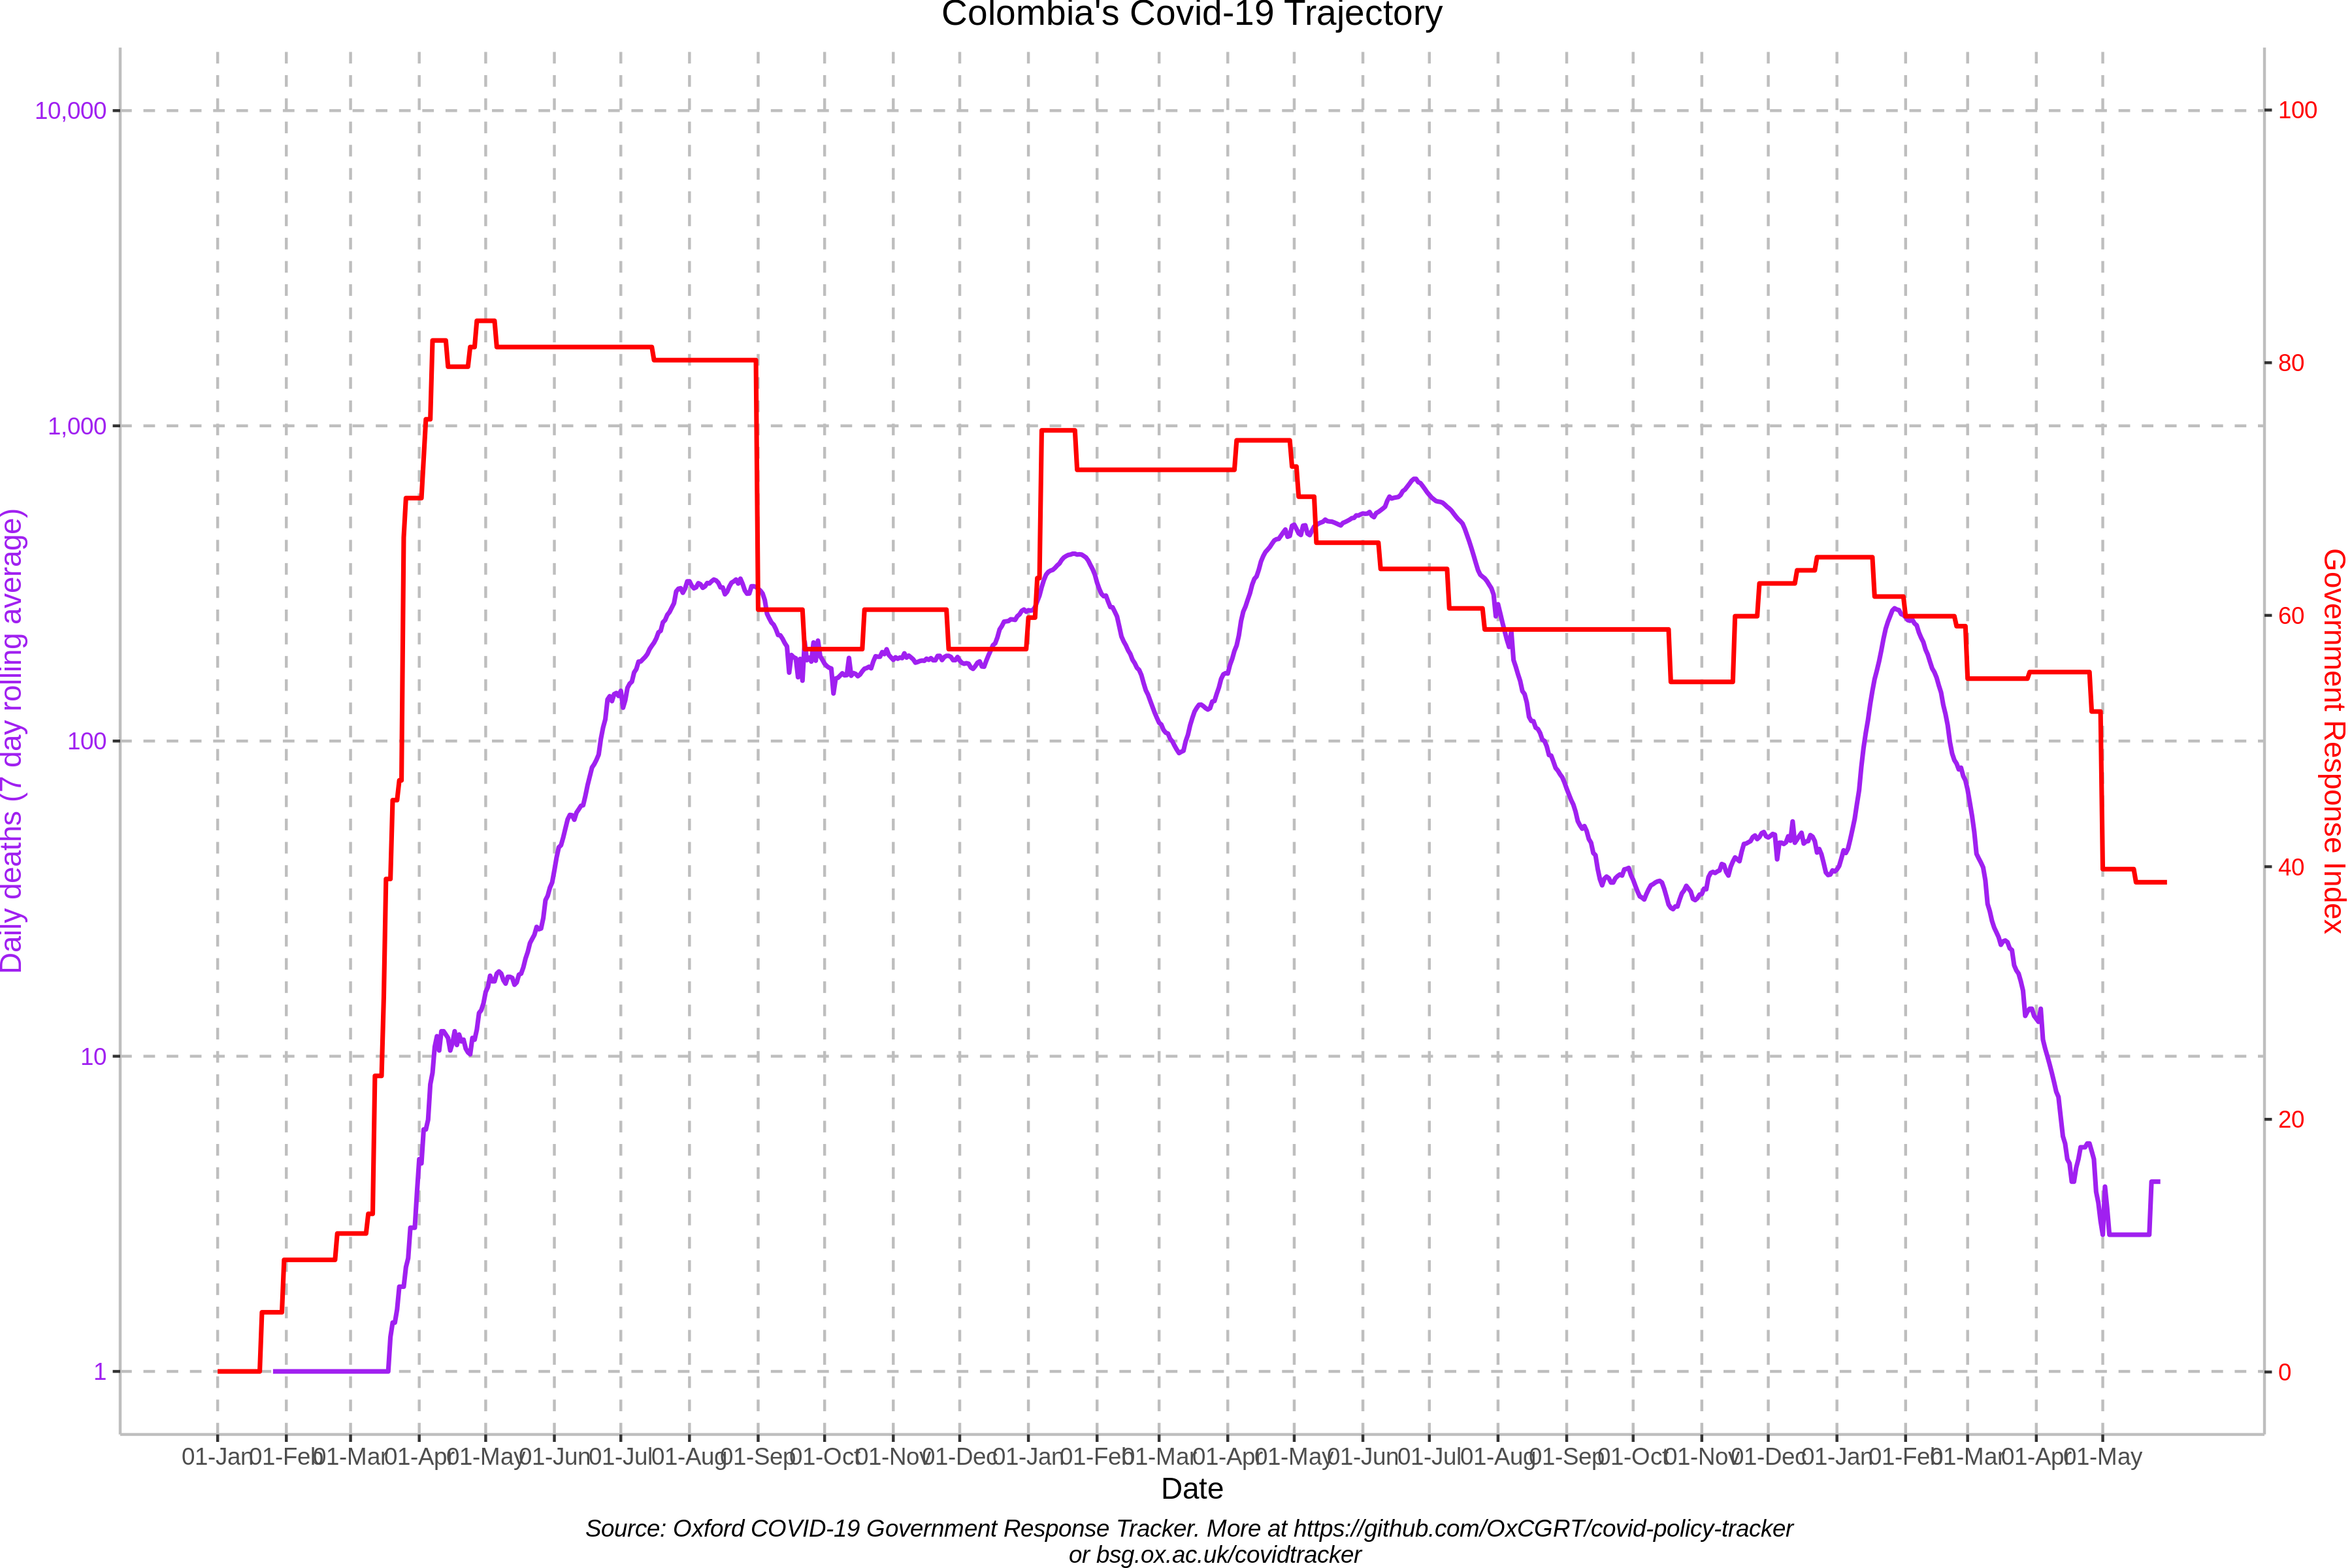 Colombia's Covid-19 Trajectory
10,000
1,000
100
10
1
Daily deaths (7 day rolling average)
100
80
60
40
20
0
Government Response Index
01-Jan 01-Feb 01-Mar 01-Apr 01-May 01-Jun 01-Jul 01-Aug 01-Sep 01-Oct 01-Nov 01-Dec 01-Jan 01-Feb 01-Mar 01-Apr 01-May 01-Jun 01-Jul 01-Aug 01-Sep 01-Oct 01-Nov 01-Dec 01-Jan 01-Feb 01-Mar 01-Apr 01-May
Date
Source: Oxford COVID-19 Government Response Tracker. More at https://github.com/OxCGRT/covid-policy-tracker
or bsg.ox.ac.uk/covidtracker